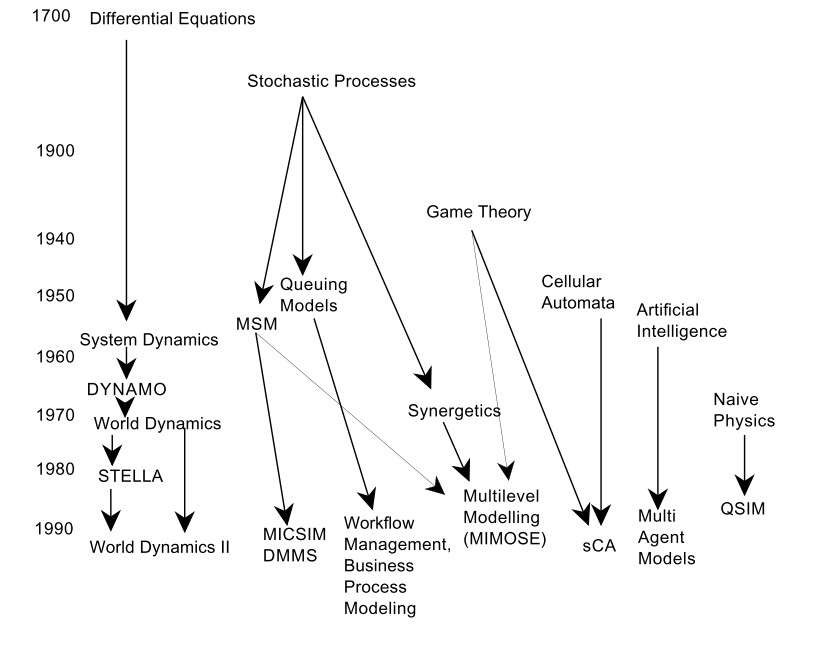 1700
Differential Equations
Stochastic Processes
1900
Game Theory
1940
Queuing
Models
Cellular
Automata
1950
Artificial
Intelligence
MSM
System Dynamics
1960
DYNAMO
Naive
Physics
1970
World Dynamics
Synergetics
1980
STELLA
Multilevel
Modelling
(MIMOSE)
QSIM
1990
World Dynamics II
MICSIM
DMMS
Workflow
Management,
Business
Process
Modeling
sCA
Multi
Agent
Models